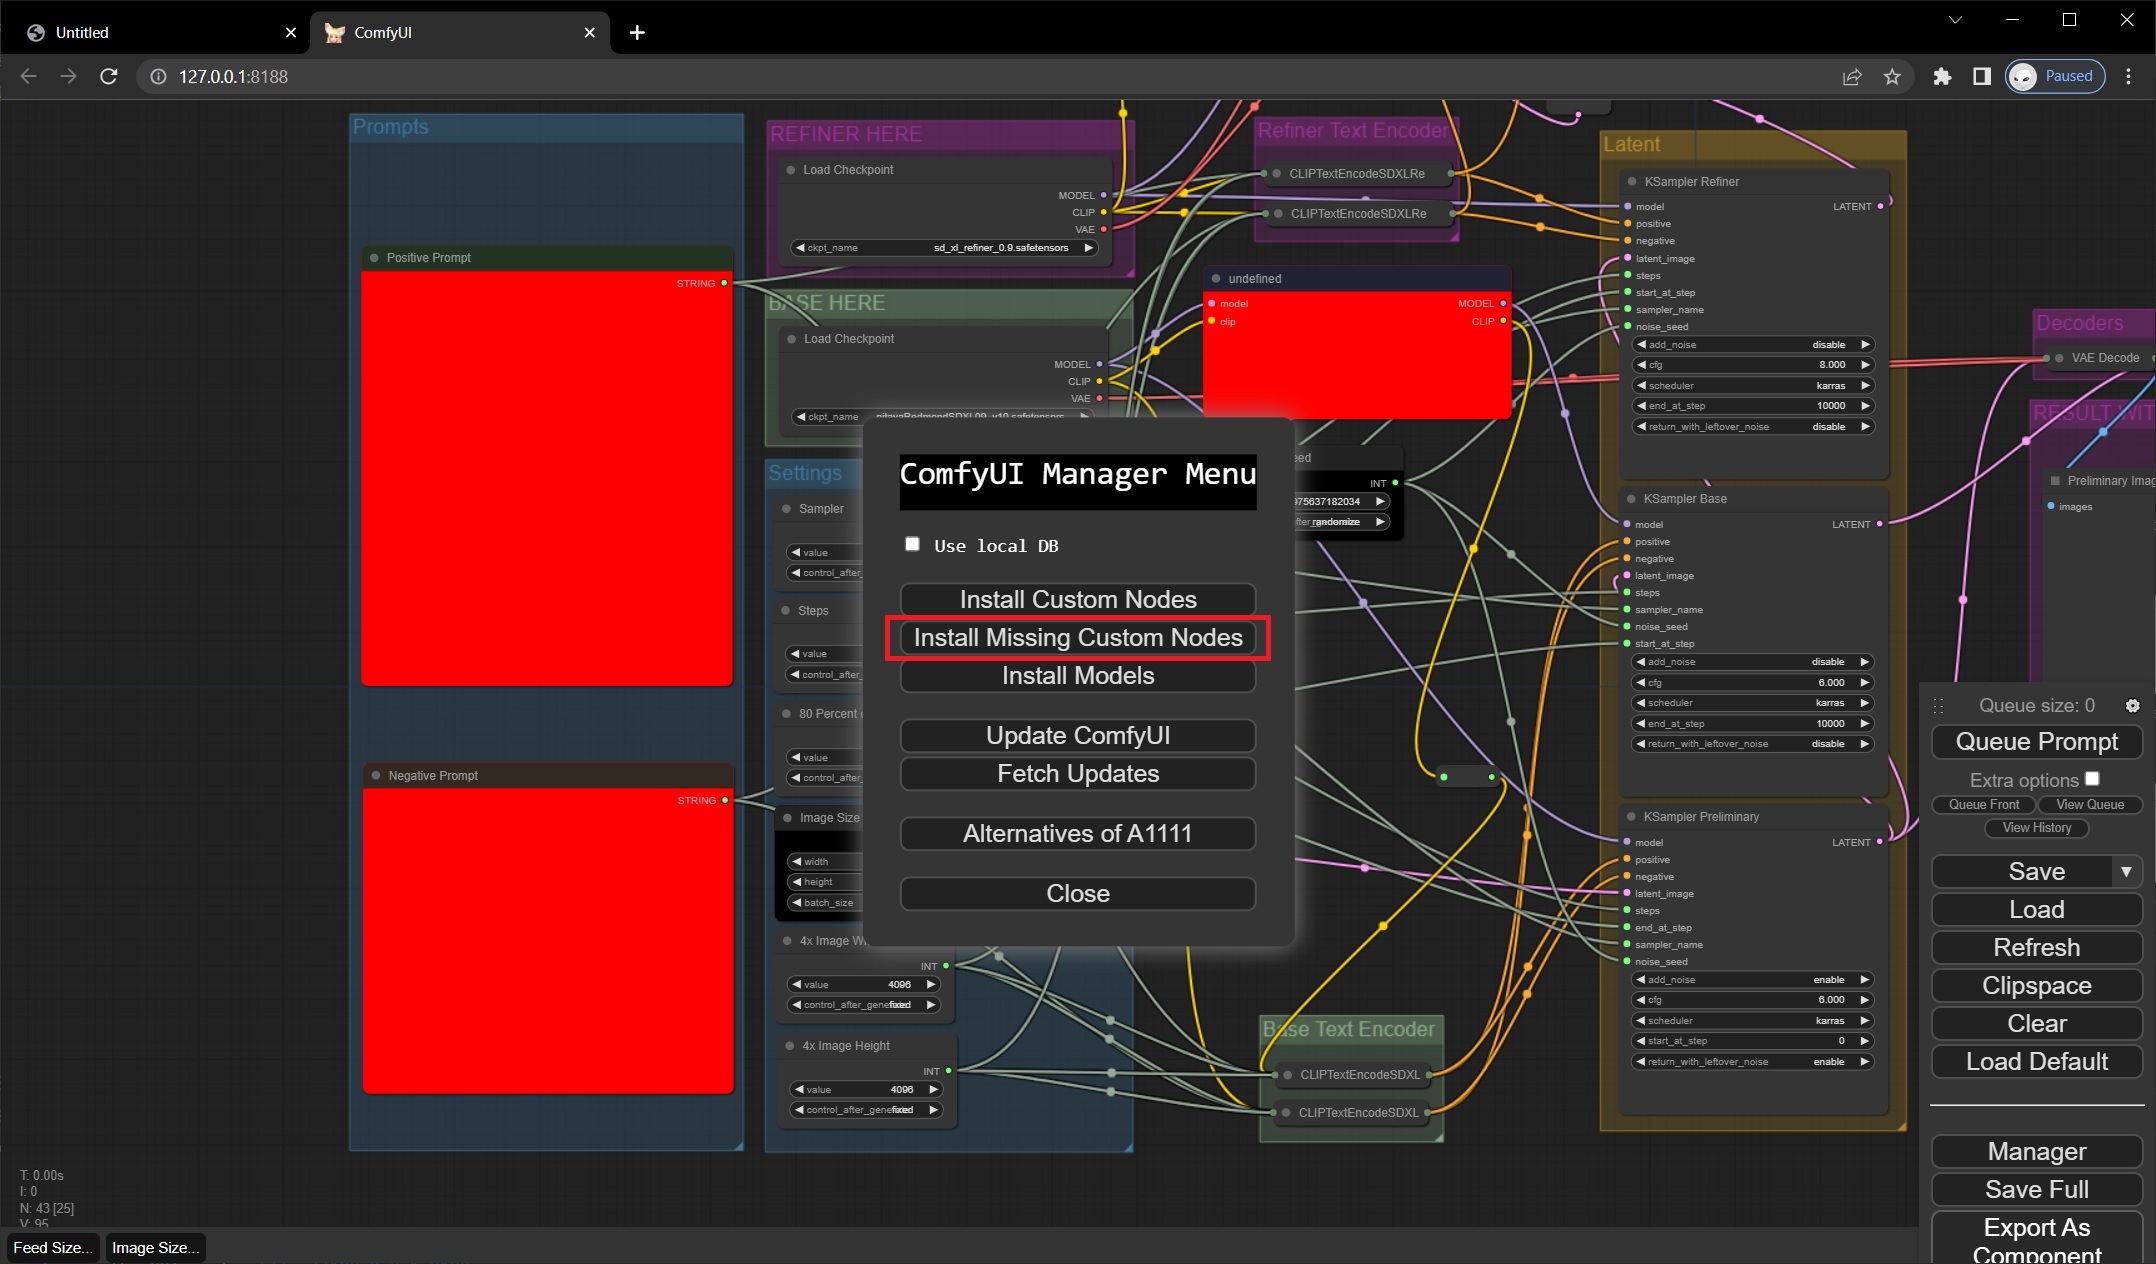 Untitled
ComfyUI
127.0.0.1:8188
Paused
Prompts
Positive Prompt
STRING
Negative Prompt
STRING
REFINER HERE
Load Checkpoint
MODEL
CLIP
VAE
ckpt_name sd_xl_refiner_0.9.safetensors
BASE HERE
Load Checkpoint
MODEL
CLIP
VAE
ckpt_name
Settings
Sampler
value
control_after_
Steps
value
control_after_
80 Percent
value
control_after_
Image Size
width
height
batch_size
4x Image W
INT
value 4096
control_after_gene fixed
4x Image Height
INT
value 4096
control_after_gene fixed
ComfyUI Manager Menu
Use local DB
Install Custom Nodes
Install Missing Custom Nodes
Install Models
Update ComfyUI
Fetch Updates
Alternatives of A1111
Close
Refiner Text Encoder
CLIPTextEncodeSDXLRe
CLIPTextEncodeSDXLRe
undefined
model MODEL
clip CLIP
eed
INT
975637182034
randomize
Base Text Encoder
CLIPTextEncodeSDXL
CLIPTextEncodeSDXL
Latent
KSampler Refiner
model LATENT
positive
negative
latent_image
steps
start_at_step
sampler_name
noise_seed
add_noise disable
cfg 8.000
scheduler karras
end_at_step 10000
return_with_leftover_noise disable
KSampler Base
model LATENT
positive
negative
latent_image
steps
sampler_name
noise_seed
start_at_step
add_noise disable
cfg 6.000
scheduler karras
end_at_step 10000
return_with_leftover_noise disable
KSampler Preliminary
model LATENT
positive
negative
latent_image
steps
end_at_step
sampler_name
noise_seed
add_noise enable
cfg 6.000
scheduler karras
start_at_step 0
return_with_leftover_noise enable
Decoders
VAE Decode
RESULT WIT
Preliminary Imag
images
Queue size: 0
Queue Prompt
Extra options
Queue Front View Queue
View History
Save
Load
Refresh
Clipspace
Clear
Load Default
Manager
Save Full
Export As
Component
T: 0.00s
I: 0
N: 43 [25]
V: 95
Feed Size... Image Size...